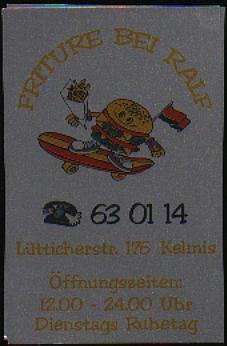 FRITURE BEI RALF
63 01 14
Lütticherstr. 176 Kelmis
Öffnungszeiten:
12.00 - 24.00 Uhr
Dienstags Ruhetag